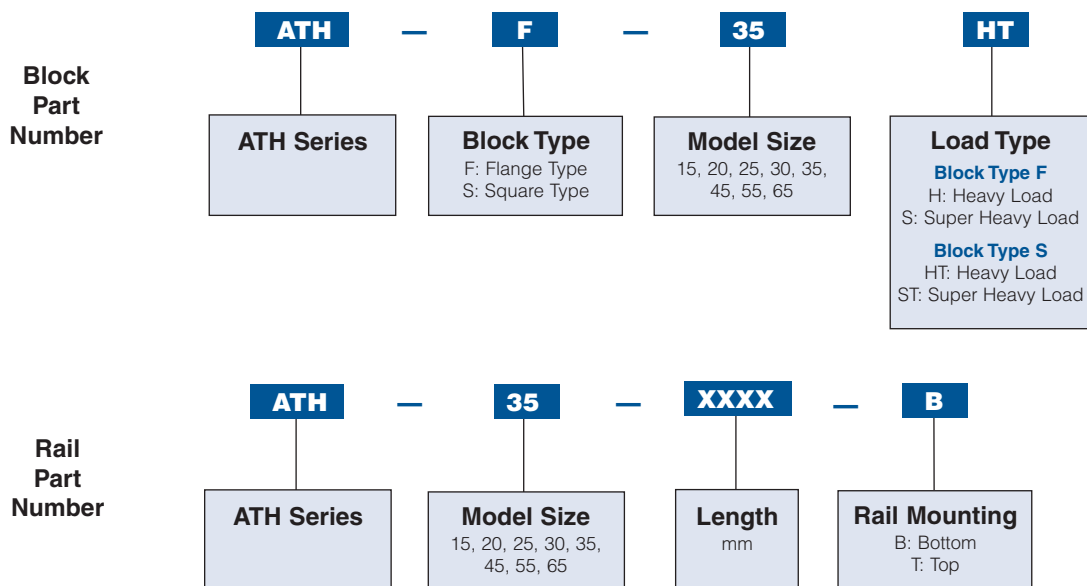 ATH — F — 35 HT
Block
Part
Number
ATH Series
Block Type
F: Flange Type
S: Square Type
Model Size
15, 20, 25, 30, 35,
45, 55, 65
Load Type
Block Type F
H: Heavy Load
S: Super Heavy Load
Block Type S
HT: Heavy Load
ST: Super Heavy Load
ATH — 35 — XXXX — B
Rail
Part
Number
ATH Series
Model Size
15, 20, 25, 30, 35,
45, 55, 65
Length
mm
Rail Mounting
B: Bottom
T: Top